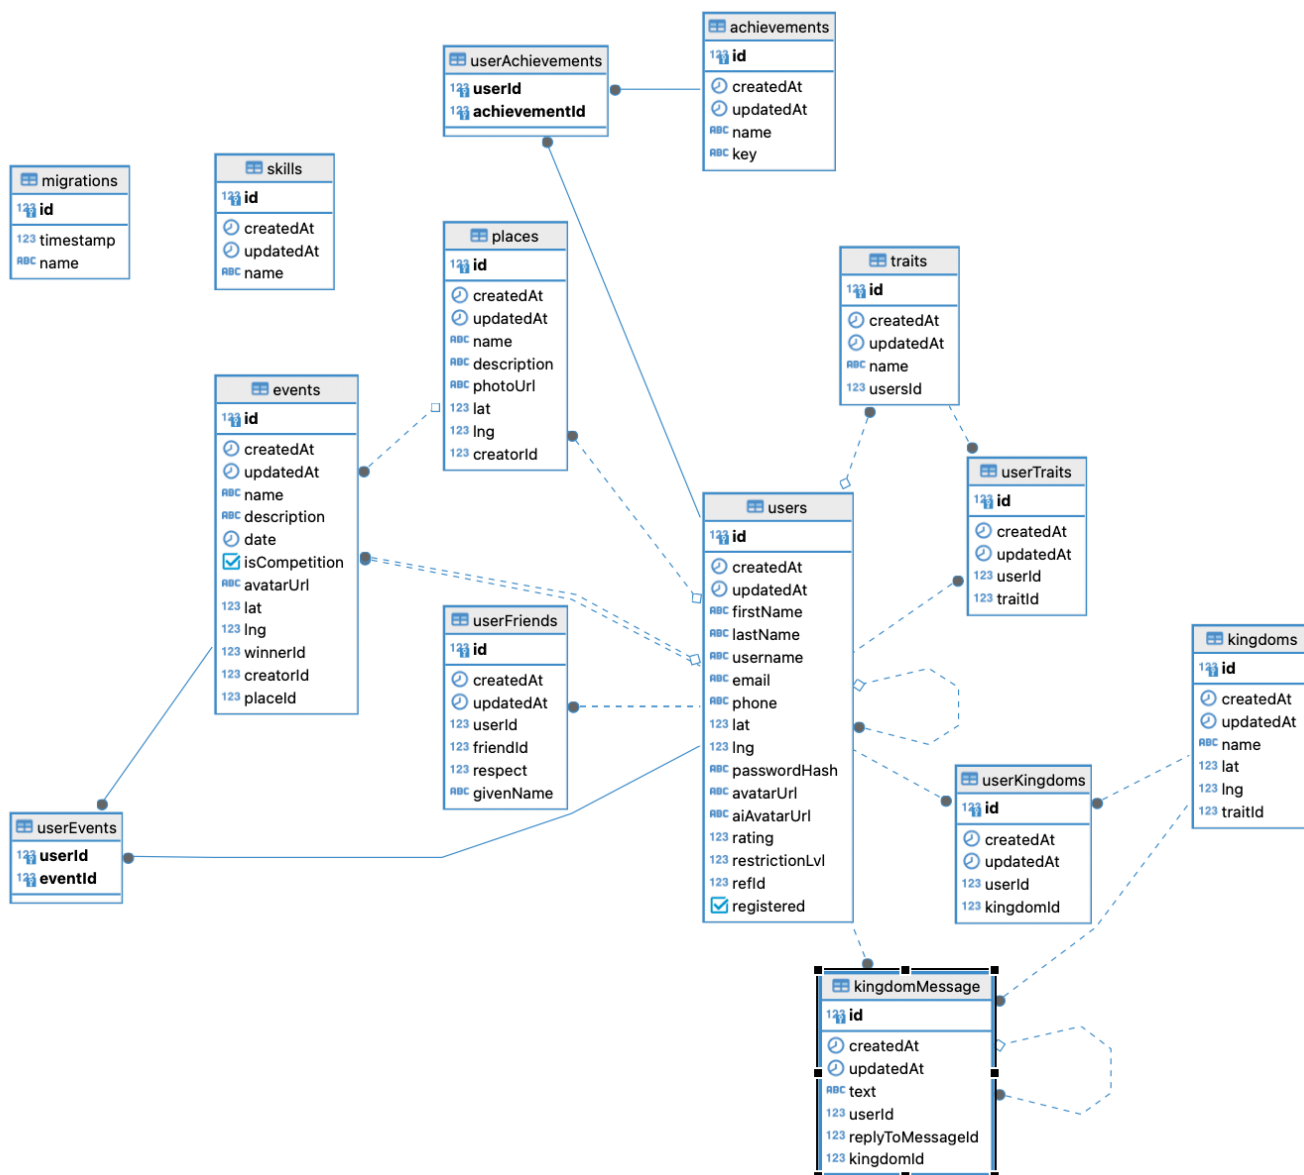 achievements
id
createdAt
updatedAt
name
key
userAchievements
userId
achievementId
migrations
id
timestamp
name
skills
id
createdAt
updatedAt
name
places
id
createdAt
updatedAt
name
description
photoUrl
lat
lng
creatorId
traits
id
createdAt
updatedAt
name
usersId
events
id
createdAt
updatedAt
name
description
date
isCompetition
avatarUrl
lat
lng
winnerId
creatorId
placeId
userTraits
id
createdAt
updatedAt
userId
traitId
users
id
createdAt
updatedAt
firstName
lastName
username
email
phone
lat
lng
passwordHash
avatarUrl
aiAvatarUrl
rating
restrictionLvl
refId
registered
userFriends
id
createdAt
updatedAt
userId
friendId
respect
givenName
kingdoms
id
createdAt
updatedAt
name
lat
lng
traitId
userKingdoms
id
createdAt
updatedAt
userId
kingdomId
userEvents
userId
eventId
kingdomMessage
id
createdAt
updatedAt
text
userId
replyToMessageId
kingdomId